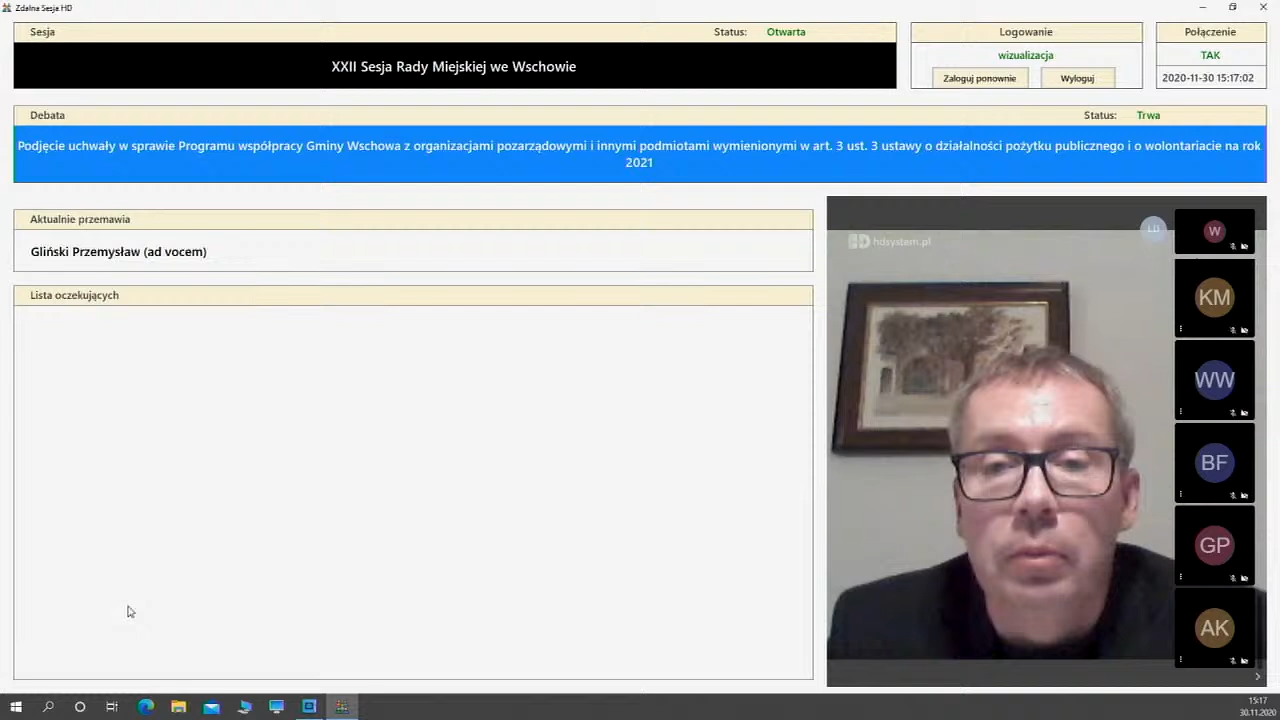 Zdalna Sesja HD
Sesja
Status: Otwarta
XXII Sesja Rady Miejskiej we Wschowie
Logowanie
wizualizacja
Zaloguj ponownie Wyloguj
Połączenie
TAK
2020-11-30 15:17:02
Debata
Status: Trwa
Podjęcie uchwały w sprawie Programu współpracy Gminy Wschowa z organizacjami pozarządowymi i innymi podmiotami wymienionymi w art. 3 ust. 3 ustawy o działalności pożytku publicznego i o wolontariacie na rok
2021
Aktualnie przemawia
Gliński Przemysław (ad vocem)
Lista oczekujących
HD hdsystem.pl
LD
W
KM
WW
BF
GP
AK
15:17
30.11.2020